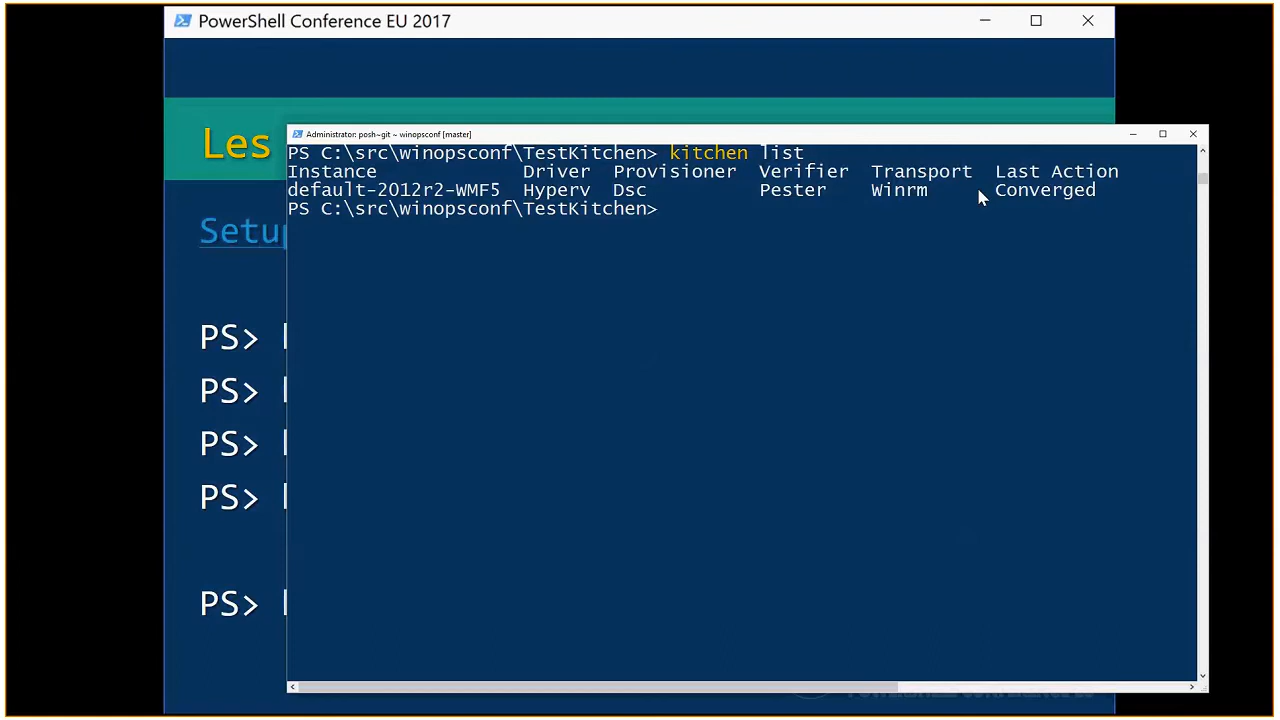 PowerShell Conference EU 2017
Les
Administrator: posh~git ~ winopsconf [master]
PS C:\src\winopsconf\TestKitchen> kitchen list
Instance Driver Provisioner Verifier Transport Last Action
default-2012r2-WMF5 Hyperv Dsc Pester Winrm Converged
PS C:\src\winopsconf\TestKitchen>
Setup
PS>
PS>
PS>
PS>
PS>